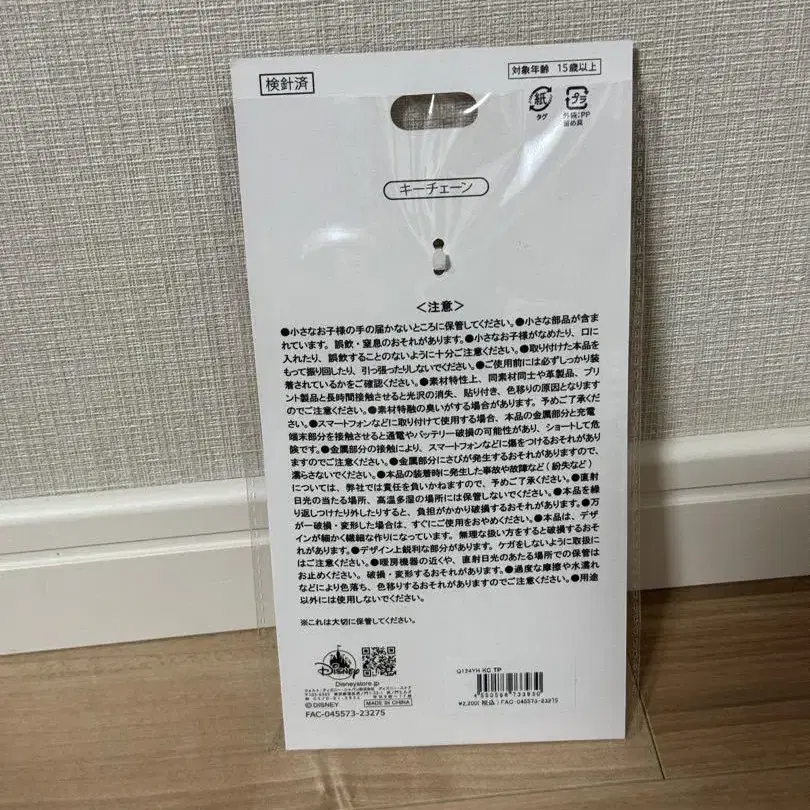 検針済
対象年齢 15歳以上
紙
タグ
プラ
外袋:PP
留め具
キーチェーン
＜注意＞
●小さなお子様の手の届かないところに保管してください。●小さな部品が含ま
れています。誤飲・窒息のおそれがあります。●小さなお子様がなめたり、口に
入れたり、誤飲することのないように十分ご注意ください。●取り付けた本品を
もって振り回したり、引っ張ったりしないでください。●ご使用前には必ずしっかり装
着されているかをご確認ください。●素材特性上、同素材同士や革製品、プリ
ント製品と長時間接触させると光沢の消失、貼り付き、色移りの原因となります
のでご注意ください。●素材特融の臭いがする場合があります。予めご了承くだ
さい。●スマートフォンなどに取り付けて使用する場合、本品の金属部分と充電
端末部分を接触させると通電やバッテリー破損の可能性があり、ショートして危
険です。●金属部分の接触により、スマートフォンなどに傷をつけるおそれがあり
ますのでご注意ください。●金属部分にさびが発生するおそれがありますので、
濡らさないでください。●本品の装着時に発生した事故や故障など(紛失など)
については、弊社では責任を負いかねますので、予めご了承ください。●直射
日光の当たる場所、高温多湿の場所には保管しないでください。●本品を繰
り返しつけたり外したりすると、負担がかかり破損するおそれがあります。●万
が一破損・変形した場合は、すぐにご使用をおやめください。●本品は、デザ
インが細かく繊細な作りになっています。無理な扱い方をすると破損するおそ
れがあります。●デザイン上鋭利な部分があります。ケガをしないように取扱に
はご注意ください。●暖房機器の近くや、直射日光のあたる場所での保管は
お止めください。破損・変形するおそれがあります。●過度な摩擦や水濡れ
などにより色落ち、色移りするおそれがありますのでご注意ください。●用途
以外には使用しないでください。
※これは大切に保管してください。
Disney
Disneystore.jp
ウォルト・ディズニー・ジャパン株式会社 ディズニーストア
©DISNEY
MADE IN CHINA
FAC-045573-23275
Q124YH KC TP
¥2,200(税込) FAC-045573-23275